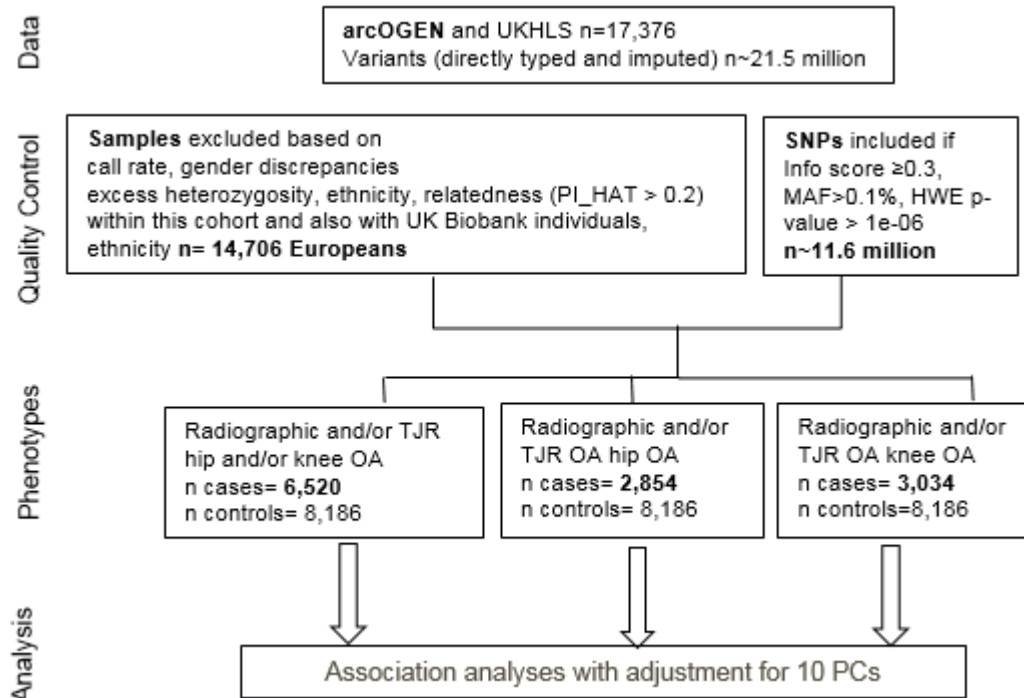 Data
arcOGEN and UKHLS n=17,376
Variants (directly typed and imputed) n~21.5 million
Quality Control
Samples excluded based on
call rate, gender discrepancies
excess heterozygosity, ethnicity, relatedness (PI_HAT > 0.2)
within this cohort and also with UK Biobank individuals,
ethnicity n= 14,706 Europeans
SNPs included if
Info score ≥0.3,
MAF>0.1%, HWE p-
value > 1e-06
n~11.6 million
Phenotypes
Radiographic and/or TJR
hip and/or knee OA
n cases= 6,520
n controls= 8,186
Radiographic and/or
TJR OA hip OA
n cases= 2,854
n controls= 8,186
Radiographic and/or
TJR OA knee OA
n cases= 3,034
n controls=8,186
Analysis
Association analyses with adjustment for 10 PCs